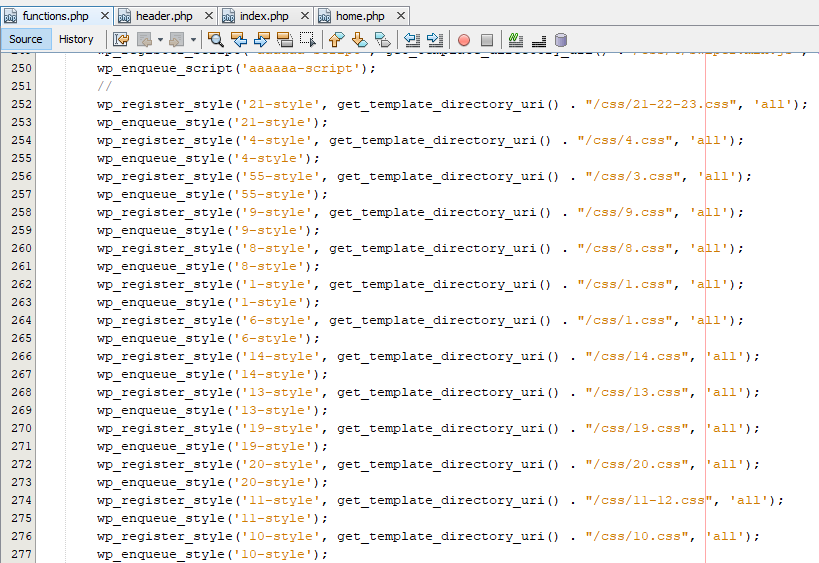 functions.php header.php index.php home.php
Source History
250 wp_enqueue_script('aaaaaa-script');
251 //
252 wp_register_style('21-style', get_template_directory_uri() . "/css/21-22-23.css", 'all');
253 wp_enqueue_style('21-style');
254 wp_register_style('4-style', get_template_directory_uri() . "/css/4.css", 'all');
255 wp_enqueue_style('4-style');
256 wp_register_style('55-style', get_template_directory_uri() . "/css/3.css", 'all');
257 wp_enqueue_style('55-style');
258 wp_register_style('9-style', get_template_directory_uri() . "/css/9.css", 'all');
259 wp_enqueue_style('9-style');
260 wp_register_style('8-style', get_template_directory_uri() . "/css/8.css", 'all');
261 wp_enqueue_style('8-style');
262 wp_register_style('1-style', get_template_directory_uri() . "/css/1.css", 'all');
263 wp_enqueue_style('1-style');
264 wp_register_style('6-style', get_template_directory_uri() . "/css/1.css", 'all');
265 wp_enqueue_style('6-style');
266 wp_register_style('14-style', get_template_directory_uri() . "/css/14.css", 'all');
267 wp_enqueue_style('14-style');
268 wp_register_style('13-style', get_template_directory_uri() . "/css/13.css", 'all');
269 wp_enqueue_style('13-style');
270 wp_register_style('19-style', get_template_directory_uri() . "/css/19.css", 'all');
271 wp_enqueue_style('19-style');
272 wp_register_style('20-style', get_template_directory_uri() . "/css/20.css", 'all');
273 wp_enqueue_style('20-style');
274 wp_register_style('11-style', get_template_directory_uri() . "/css/11-12.css", 'all');
275 wp_enqueue_style('11-style');
276 wp_register_style('10-style', get_template_directory_uri() . "/css/10.css", 'all');
277 wp_enqueue_style('10-style');